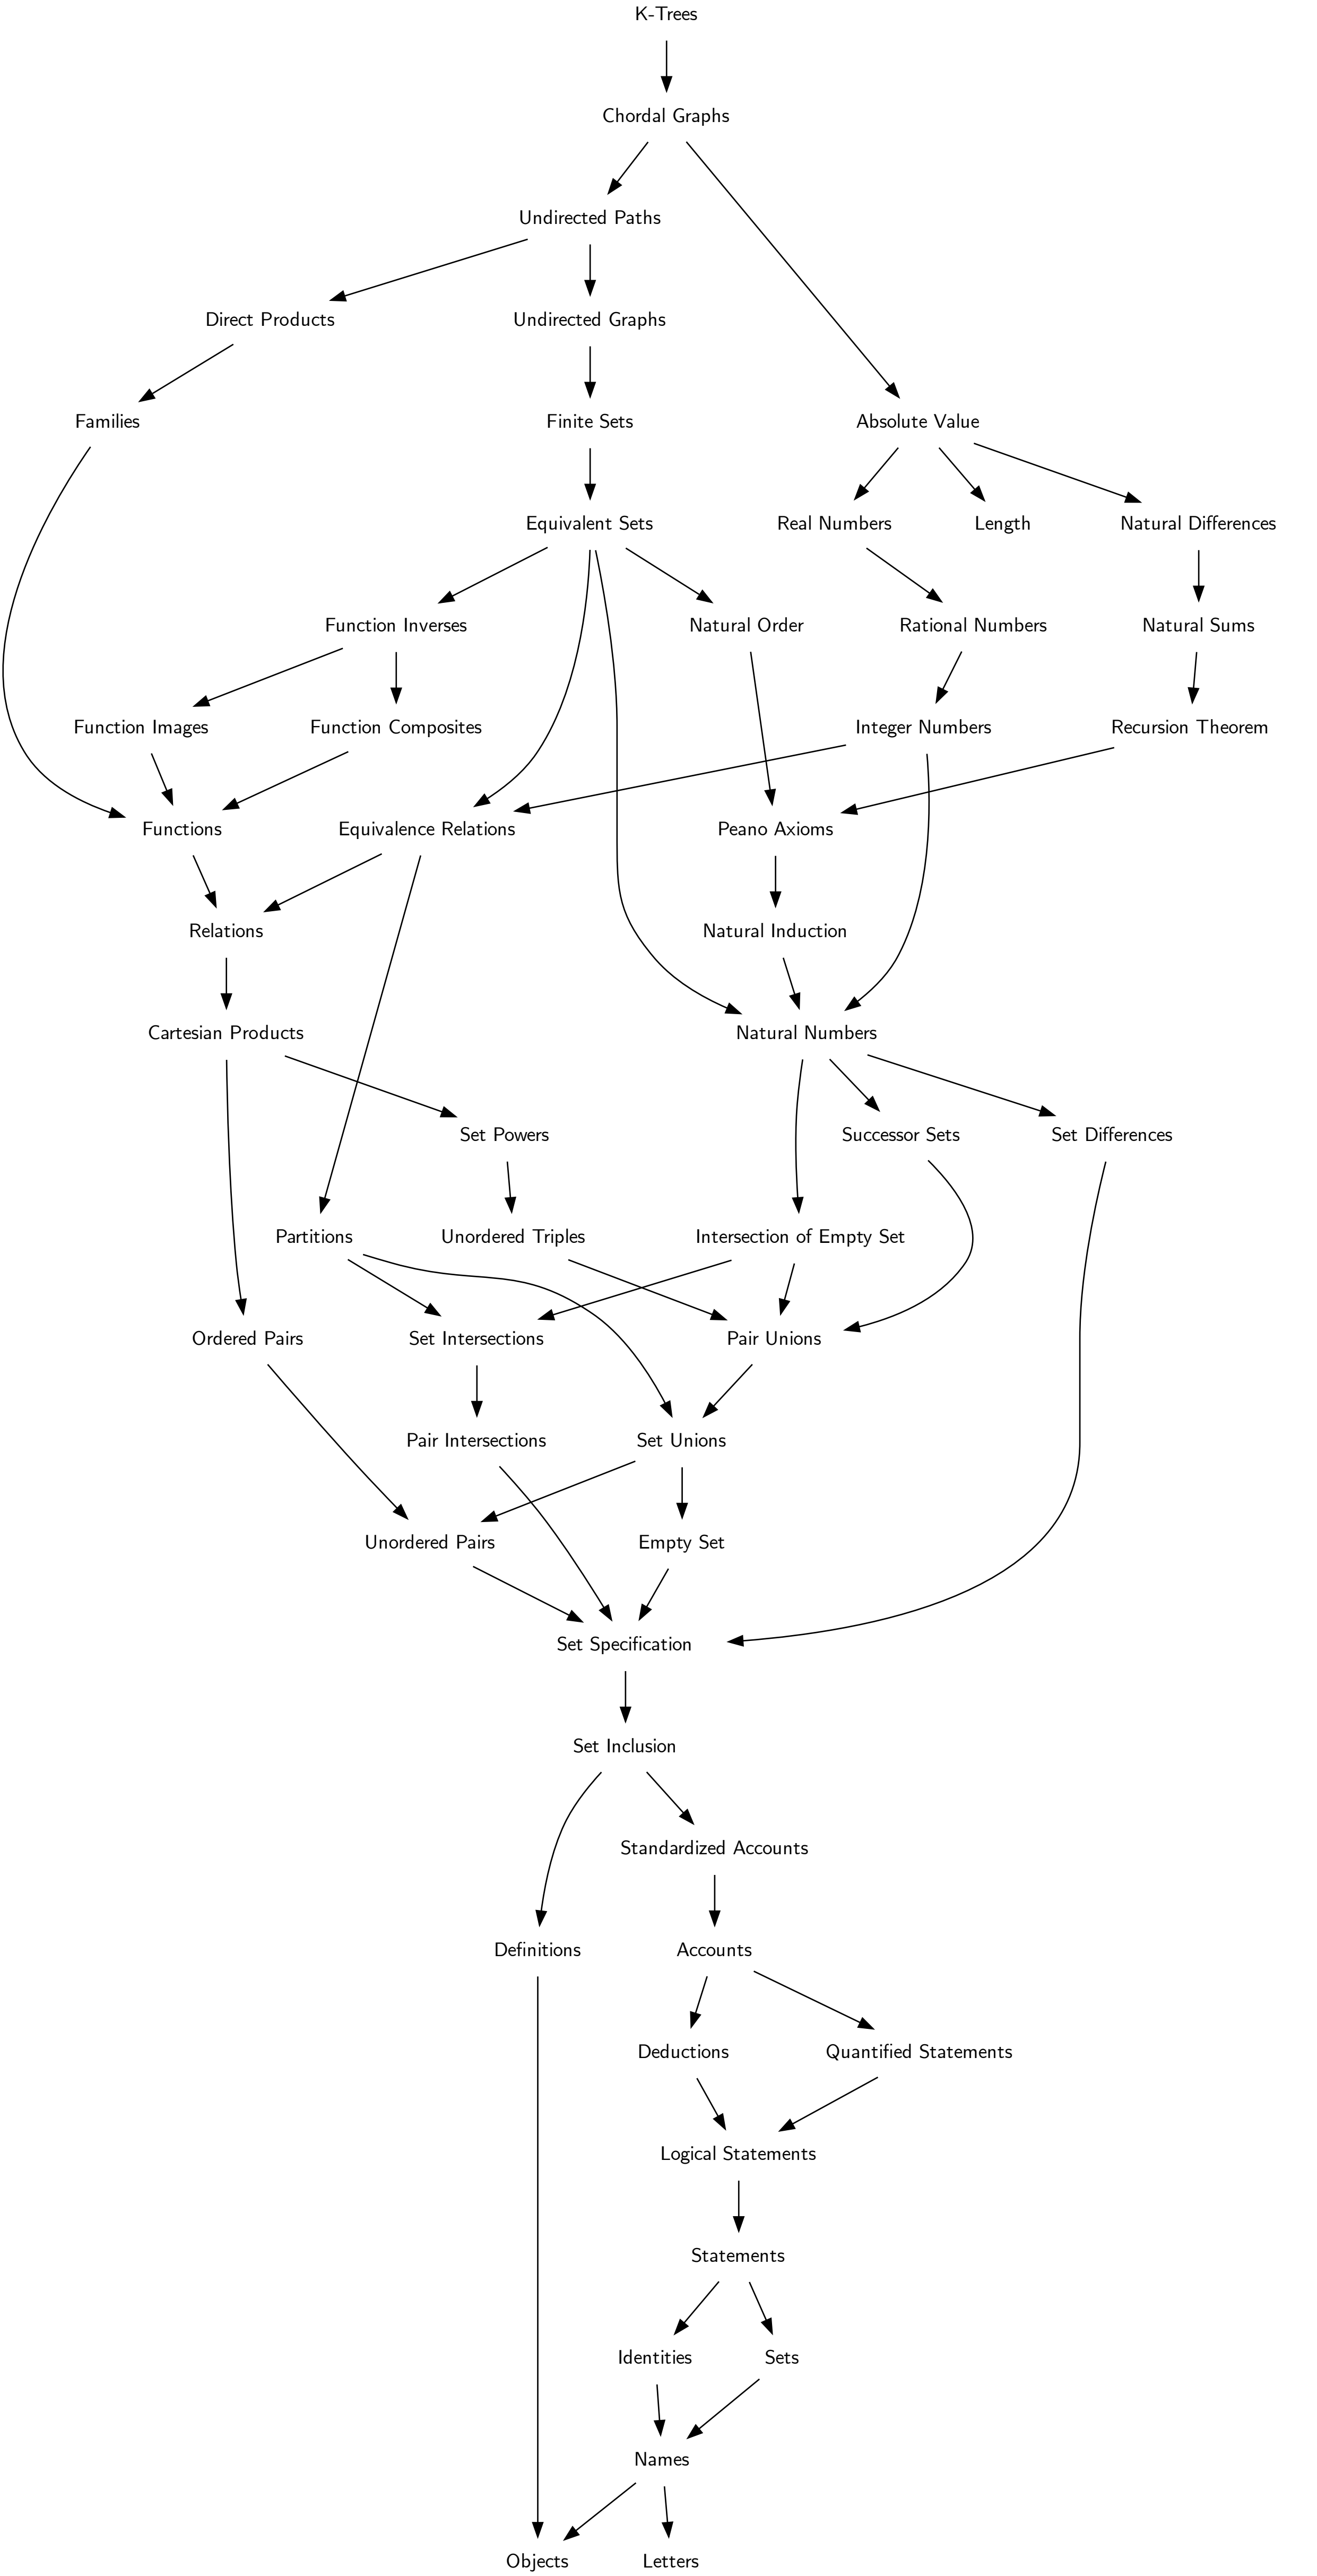 K-Trees
Chordal Graphs
Undirected Paths
Direct Products
Undirected Graphs
Families
Finite Sets
Absolute Value
Equivalent Sets
Real Numbers
Length
Natural Differences
Function Inverses
Natural Order
Rational Numbers
Natural Sums
Function Images
Function Composites
Integer Numbers
Recursion Theorem
Functions
Equivalence Relations
Peano Axioms
Relations
Natural Induction
Cartesian Products
Natural Numbers
Set Powers
Successor Sets
Set Differences
Partitions
Unordered Triples
Intersection of Empty Set
Ordered Pairs
Set Intersections
Pair Unions
Pair Intersections
Set Unions
Unordered Pairs
Empty Set
Set Specification
Set Inclusion
Standardized Accounts
Definitions
Accounts
Deductions
Quantified Statements
Logical Statements
Statements
Identities
Sets
Names
Objects
Letters